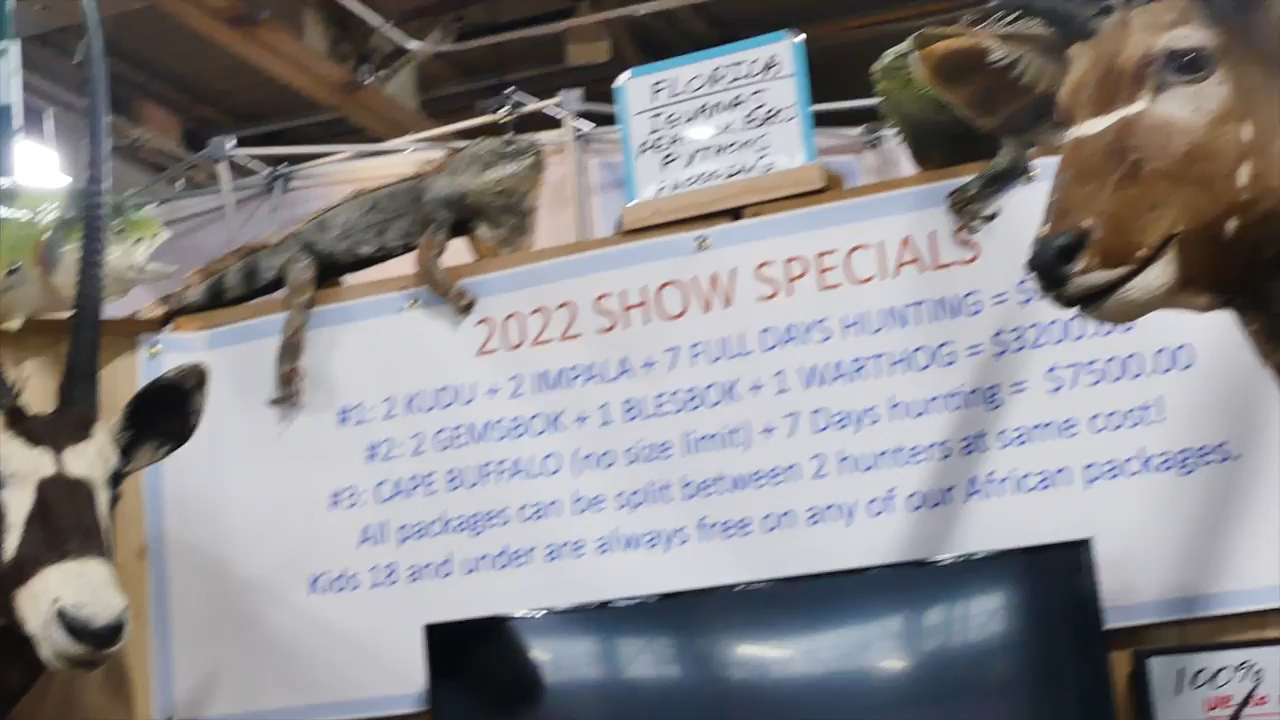 FLORIDA
IGUANAS
PYTHONS
2022 SHOW SPECIALS
#1: 2 KUDU + 2 IMPALA + 7 FULL DAYS HUNTING = $
#2: 2 GEMSBOK + 1 BLESBOK + 1 WARTHOG = $3200.00
#3: CAPE BUFFALO (no size limit) + 7 Days hunting = $7500.00
All packages can be split between 2 hunters at same cost!
Kids 18 and under are always free on any of our African packages.
100%